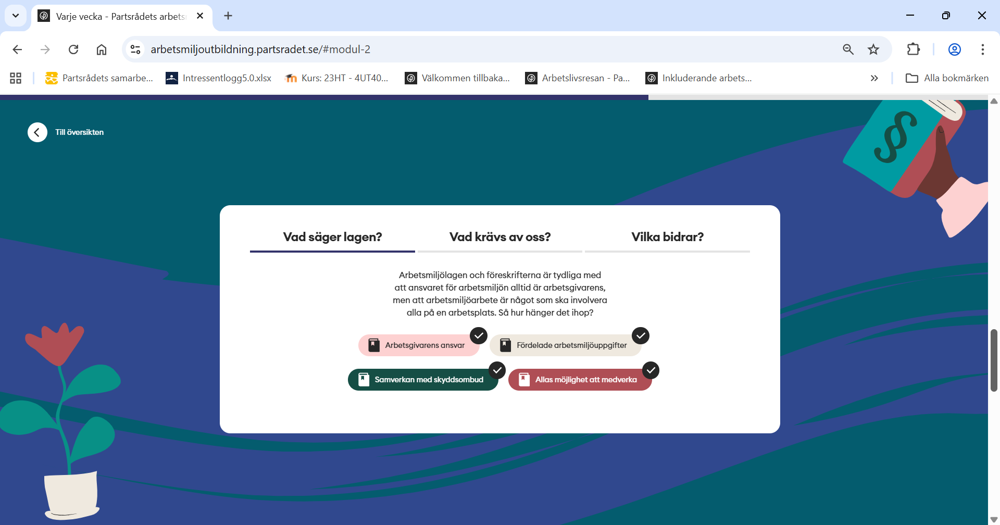 Varje vecka - Partsrådets arbets
arbetsmiljoutbildning.partsradet.se/#modul-2
Partsrådets samarbe...
Intressentlogg5.0.xlsx
Kurs: 23HT - 4UT40...
Välkommen tillbaka...
Arbetslivsresan - Pa...
Inkluderande arbets...
Alla bokmärken
Till översikten
§
Vad säger lagen?
Vad krävs av oss?
Vilka bidrar?
Arbetsmiljölagen och föreskrifterna är tydliga med
att ansvaret för arbetsmiljön alltid är arbetsgivarens,
men att arbetsmiljöarbete är något som ska involvera
alla på en arbetsplats. Så hur hänger det ihop?
Arbetsgivarens ansvar
Fördelade arbetsmiljöuppgifter
Samverkan med skyddsombud
Allas möjlighet att medverka